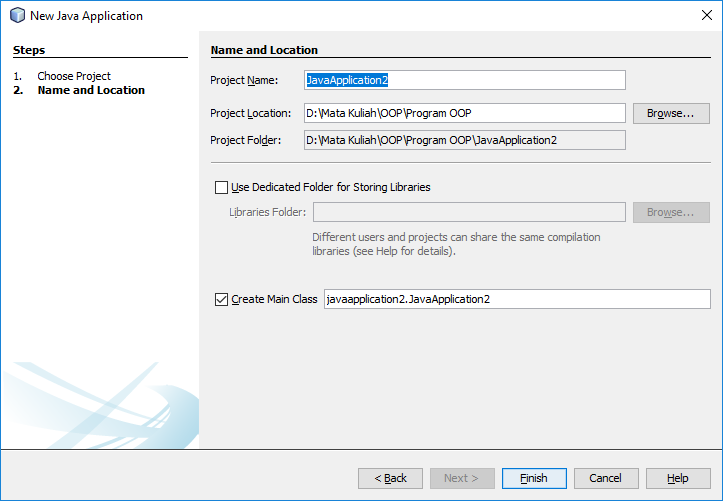 New Java Application
Steps
1. Choose Project
2. Name and Location
Name and Location
Project Name: JavaApplication2
Project Location: D:\Mata Kuliah\OOP\Program OOP Browse...
Project Folder: D:\Mata Kuliah\OOP\Program OOP\JavaApplication2
Use Dedicated Folder for Storing Libraries
Libraries Folder: Browse...
Different users and projects can share the same compilation
libraries (see Help for details).
Create Main Class javaapplication2.JavaApplication2
< Back Next > Finish Cancel Help